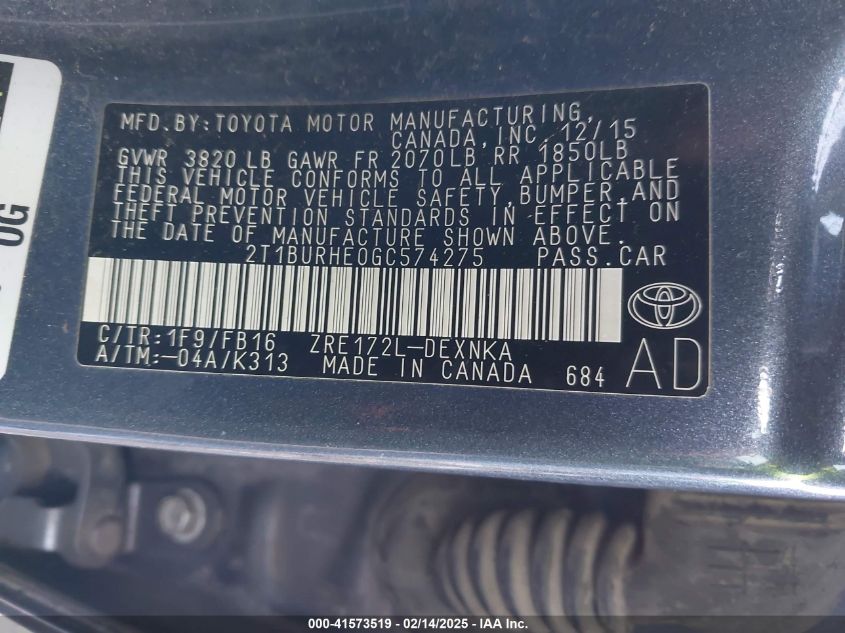 OG
MFD.BY:TOYOTA MOTOR MANUFACTURING,
CANADA,INC. 12/15
GVWR 3820 LB GAWR FR 2070LB RR 1850LB
THIS VEHICLE CONFORMS TO ALL APPLICABLE
FEDERAL MOTOR VEHICLE SAFETY,BUMPER,AND
THEFT PREVENTION STANDARDS IN EFFECT ON
THE DATE OF MANUFACTURE SHOWN ABOVE.
2T1BURHE0GC574275 PASS.CAR
C/TR:1F9/FB16 ZRE172L-DEXNKA
A/TM:-04A/K313 MADE IN CANADA 684 AD
000-41573519 - 02/14/2025 - IAA Inc.